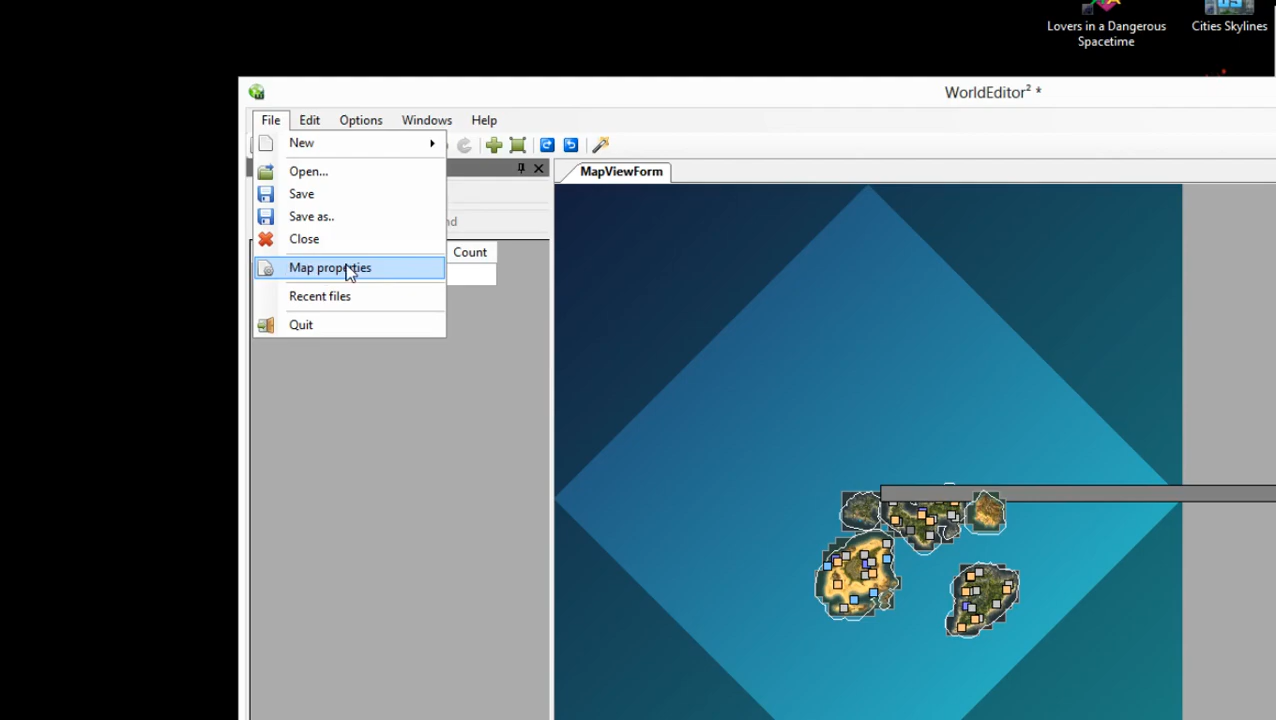 Lovers in a Dangerous
Spacetime
Cities Skylines
WorldEditor² *
File Edit Options Windows Help
New
MapViewForm
Open...
Save
Save as..
nd
Close
Count
Map properties
Recent files
Quit